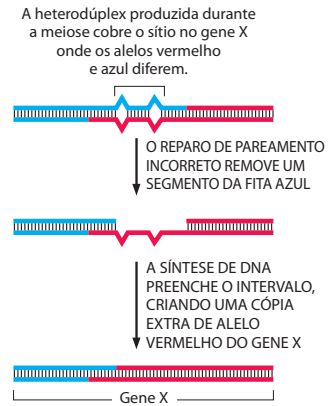 A heterodúplex produzida durante
a meiose cobre o sítio no gene X
onde os alelos vermelho
e azul diferem.
O REPARO DE PAREAMENTO
INCORRETO REMOVE UM
SEGMENTO DA FITA AZUL
A SÍNTESE DE DNA
PREENCHE O INTERVALO,
CRIANDO UMA CÓPIA
EXTRA DE ALELO
VERMELHO DO GENE X
Gene X